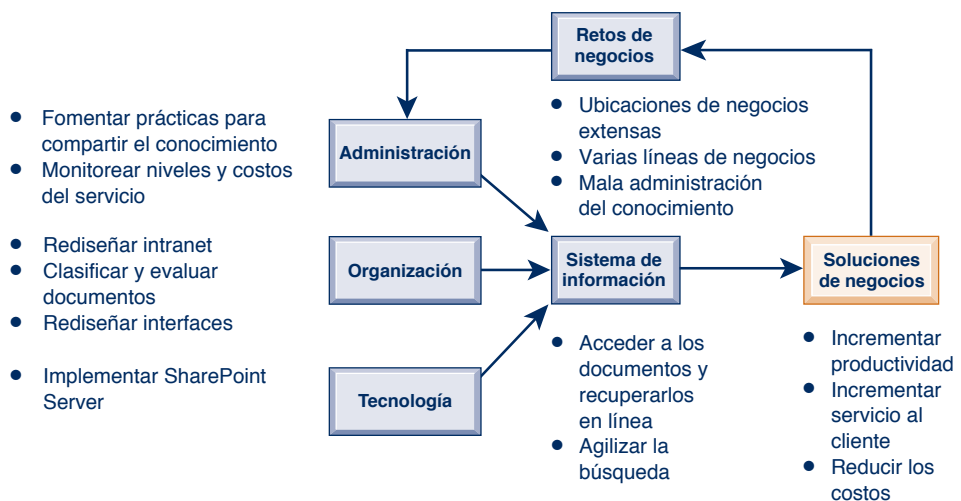 Retos de
negocios
● Ubicaciones de negocios
extensas
● Varias líneas de negocios
● Mala administración
del conocimiento
● Fomentar prácticas para
compartir el conocimiento
● Monitorear niveles y costos
del servicio
Administración
● Rediseñar intranet
● Clasificar y evaluar
documentos
● Rediseñar interfaces
Organización
● Implementar SharePoint
Server
Tecnología
Sistema de
información
● Acceder a los
documentos y
recuperarlos
en línea
● Agilizar la
búsqueda
Soluciones
de negocios
● Incrementar
productividad
● Incrementar
servicio al
cliente
● Reducir los
costos